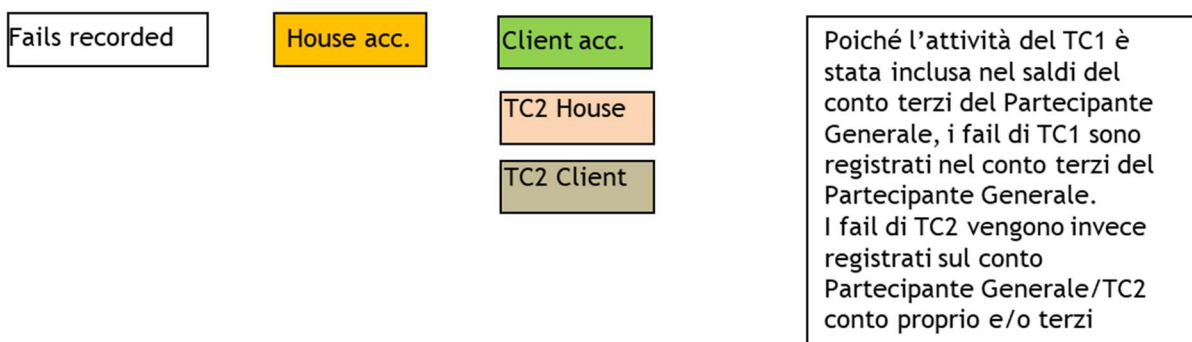 Fails recorded
House acc.
Client acc.
TC2 House
TC2 Client
Poiché l'attività del TC1 è
stata inclusa nel saldi del
conto terzi del Partecipante
Generale, i fail di TC1 sono
registrati nel conto terzi del
Partecipante Generale.
I fail di TC2 vengono invece
registrati sul conto
Partecipante Generale/TC2
conto proprio e/o terzi